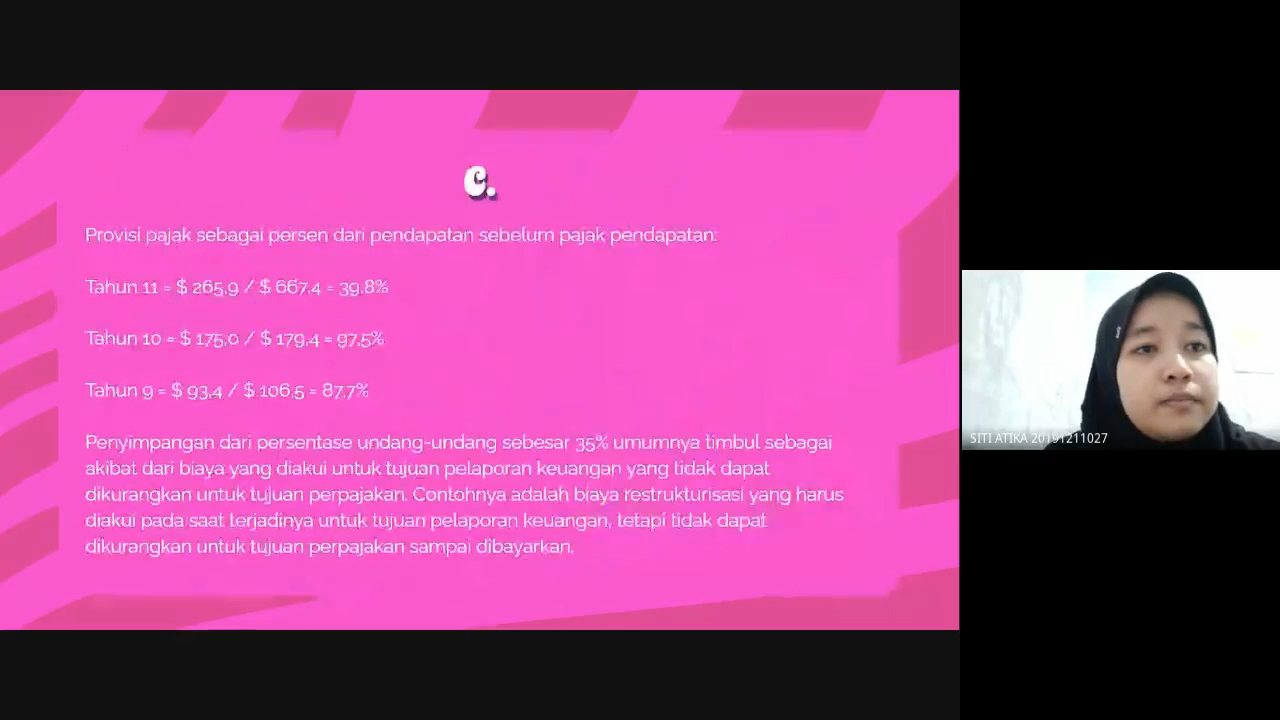 c.
Provisi pajak sebagai persen dari pendapatan sebelum pajak pendapatan:
Tahun 11 = $ 265,9 / $ 667,4 = 39,8%
Tahun 10 = $ 175,0 / $ 179,4 = 97,5%
Tahun 9 = $ 93,4 / $ 106,5 = 87,7%
Penyimpangan dari persentase undang-undang sebesar 35% umumnya timbul sebagai
akibat dari biaya yang diakui untuk tujuan pelaporan keuangan yang tidak dapat
dikurangkan untuk tujuan perpajakan. Contohnya adalah biaya restrukturisasi yang harus
diakui pada saat terjadinya untuk tujuan pelaporan keuangan, tetapi tidak dapat
dikurangkan untuk tujuan perpajakan sampai dibayarkan.
SITI ATIKA 20191211027